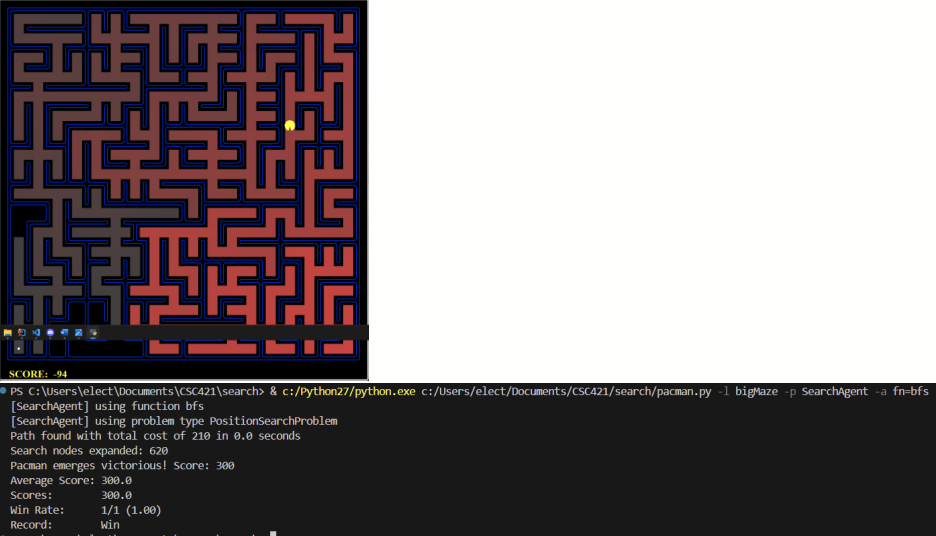 SCORE: -94
PS C:\Users\elect\Documents\CSC421\search> & c:/Python27/python.exe c:/Users/elect/Documents/CSC421/search/pacman.py -l bigMaze -p SearchAgent -a fn=bfs
[SearchAgent] using function bfs
[SearchAgent] using problem type PositionSearchProblem
Path found with total cost of 210 in 0.0 seconds
Search nodes expanded: 620
Pacman emerges victorious! Score: 300
Average Score: 300.0
Scores:        300.0
Win Rate:      1/1 (1.00)
Record:        Win